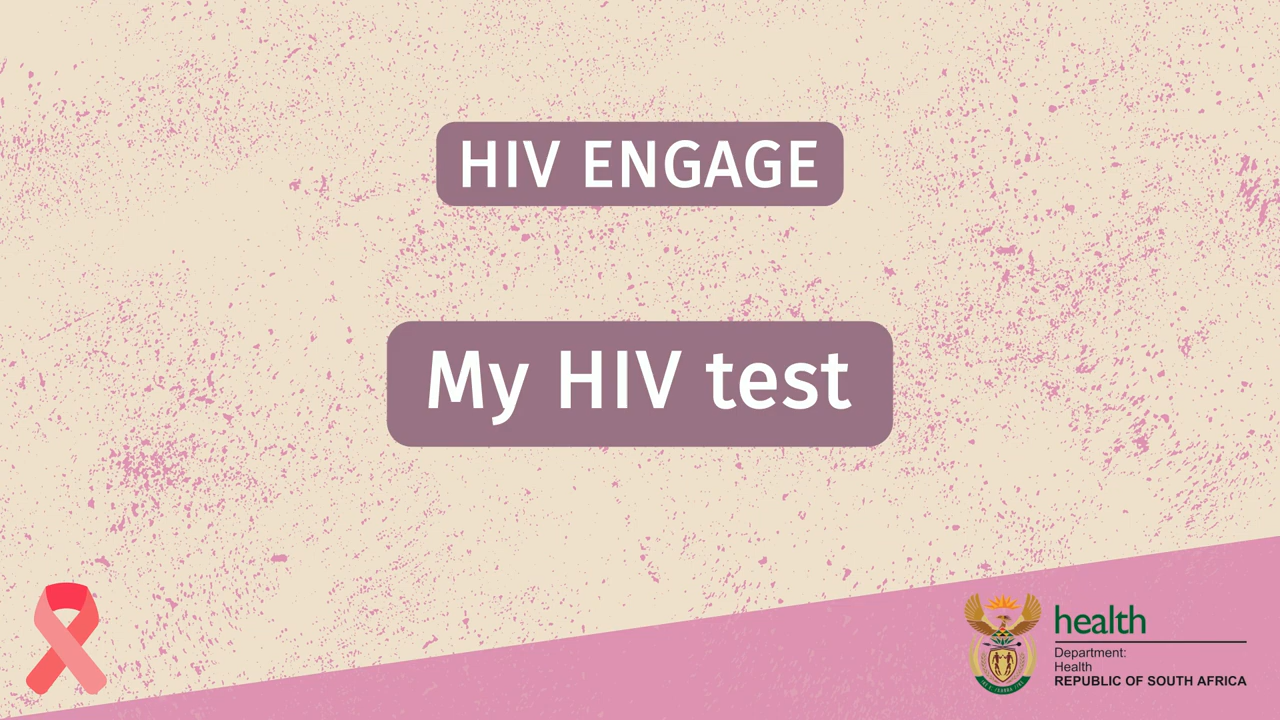 HIV ENGAGE
My HIV test
health
Department:
Health
REPUBLIC OF SOUTH AFRICA